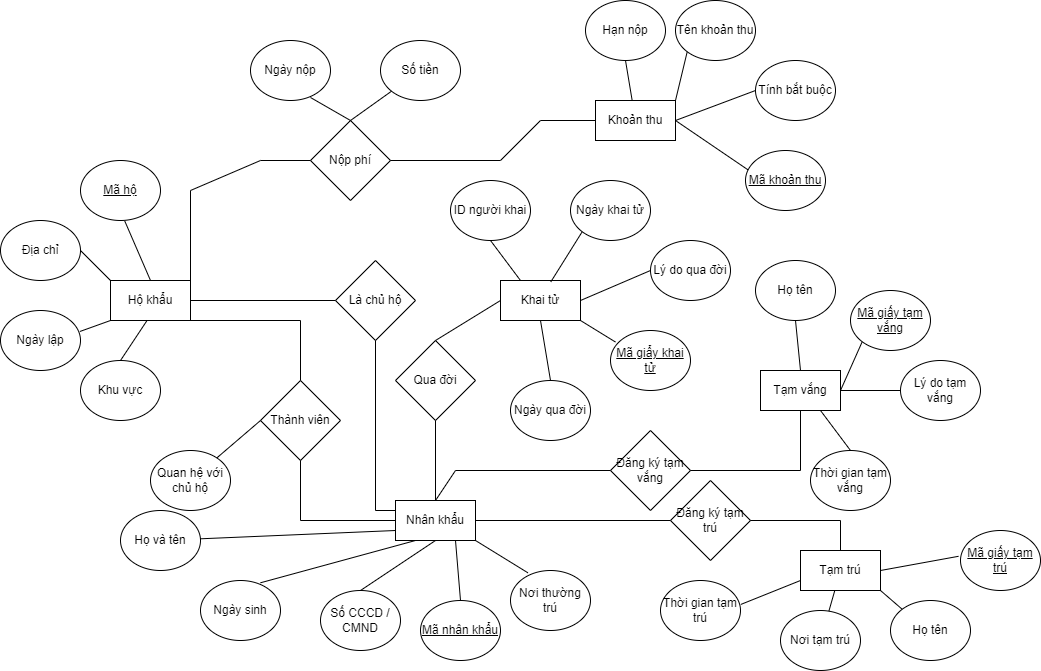 Hạn nộp
Tên khoản thu
Ngày nộp
Số tiền
Tính bắt buộc
Khoản thu
Nộp phí
Mã khoản thu
Mã hộ
ID người khai
Ngày khai tử
Địa chỉ
Lý do qua đời
Họ tên
Hộ khẩu
Là chủ hộ
Khai tử
Mã giấy tạm
vắng
Ngày lập
Mã giấy khai
tử
Khu vực
Qua đời
Tạm vắng
Lý do tạm
vắng
Ngày qua đời
Thành viên
Quan hệ với
chủ hộ
Đăng ký tạm
vắng
Thời gian tạm
vắng
Nhân khẩu
Đăng ký tạm
trú
Họ và tên
Mã giấy tạm
trú
Tạm trú
Nơi thường
trú
Ngày sinh
Số CCCD /
CMND
Mã nhân khẩu
Thời gian tạm
trú
Nơi tạm trú
Họ tên